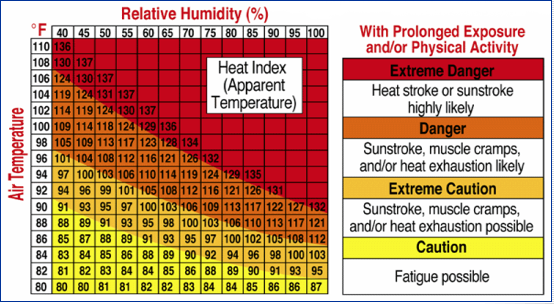 Relative Humidity (%)
°F 40 45 50 55 60 65 70 75 80 85 90 95 100
110 136
108 130 137
106 124 130 137
104 119 124 131 137
102 114 119 124 130 137
100 109 114 118 124 129 136
98 105 109 113 117 123 128 134
96 101 104 108 112 116 121 126 132
94 97 100 103 106 110 114 119 124 129 135
92 94 96 99 101 105 108 112 116 121 126 131
90 91 93 95 97 100 103 106 109 113 117 122 127 132
88 88 89 91 93 95 98 100 103 106 110 113 117 121
86 85 87 88 89 91 93 95 97 100 102 105 108 112
84 83 84 85 86 88 89 90 92 94 96 98 100 103
82 81 82 83 84 84 85 86 88 89 90 91 93 95
80 80 80 81 81 82 82 83 84 84 85 86 86 87
Air Temperature
Heat Index
(Apparent
Temperature)
With Prolonged Exposure
and/or Physical Activity
Extreme Danger
Heat stroke or sunstroke
highly likely
Danger
Sunstroke, muscle cramps,
and/or heat exhaustion likely
Extreme Caution
Sunstroke, muscle cramps,
and/or heat exhaustion possible
Caution
Fatigue possible